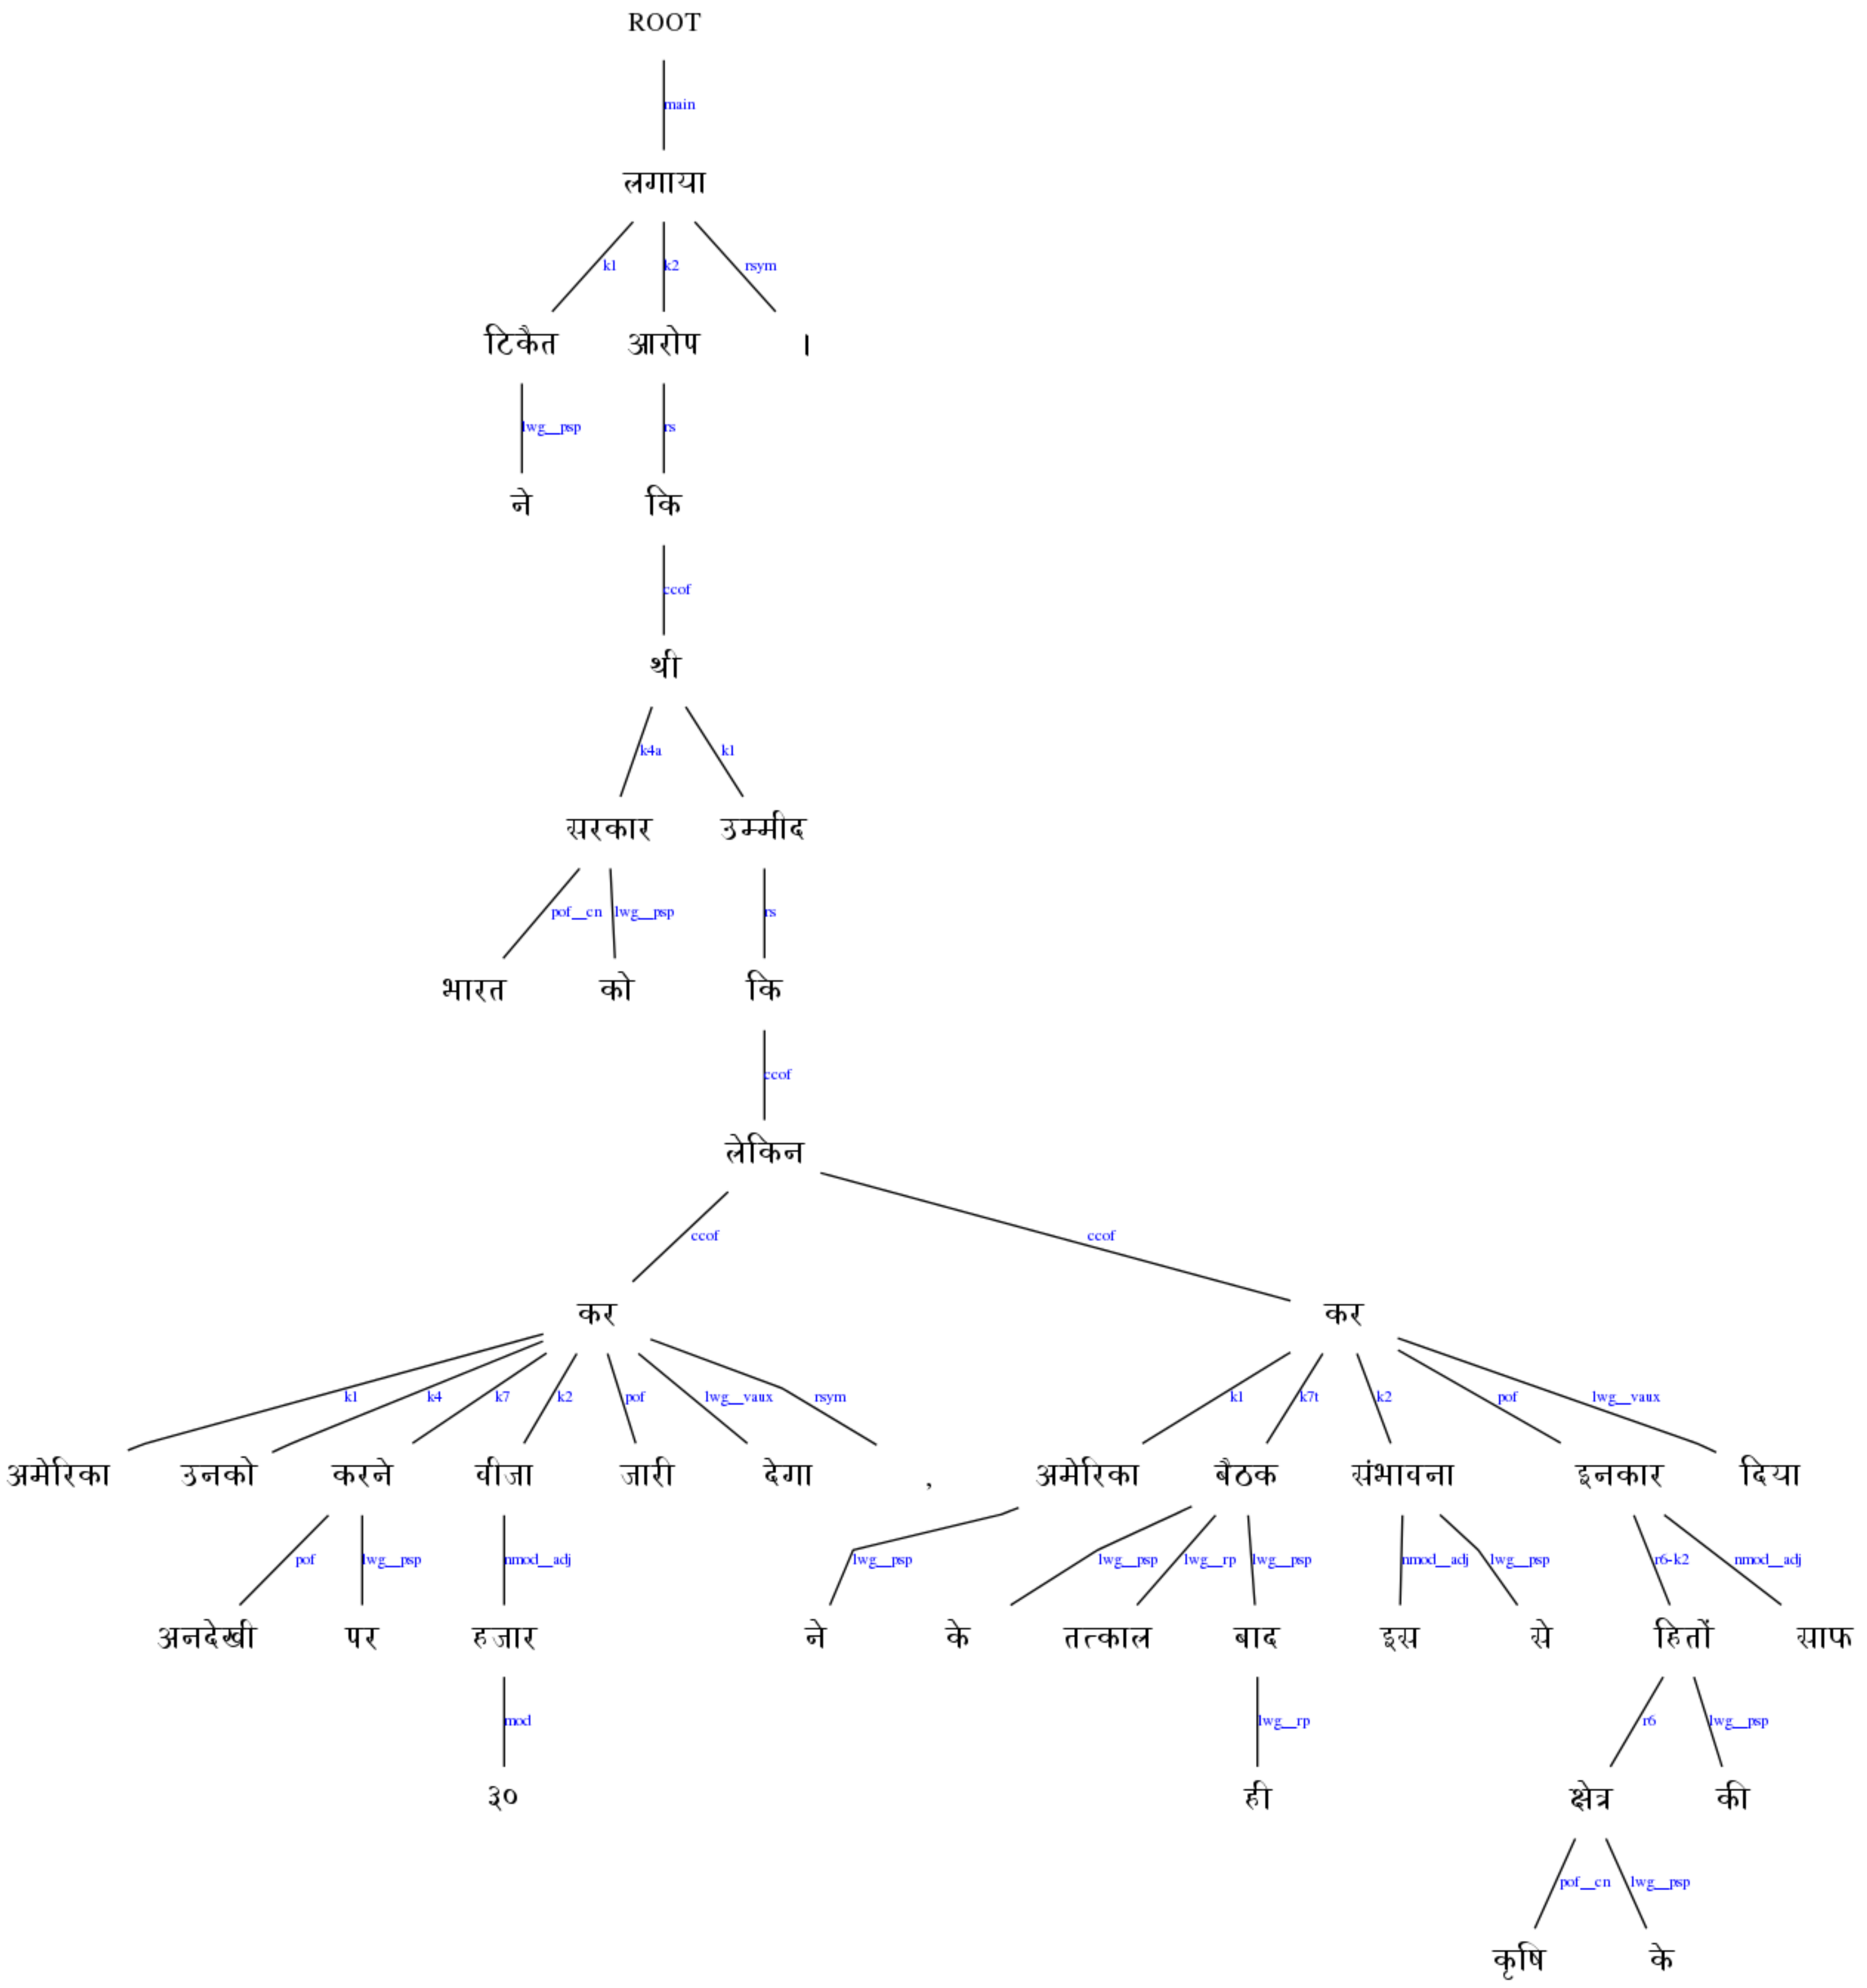 ROOT
main
लगाया
k1 k2 rsym
टिकैत आरोप ।
lwg__psp rs
ने कि
ccof
थी
k4a k1
सरकार उम्मीद
pof__cn lwg__psp rs
भारत को कि
ccof
लेकिन
ccof ccof
कर कर
k1 k4 k7 k2 pof lwg__vaux rsym k1 k7t k2 pof lwg__vaux
अमेरिका उनको करने वीजा जारी देगा , अमेरिका बैठक संभावना इनकार दिया
pof lwg__psp nmod__adj lwg__psp lwg__psp lwg__rp lwg__psp nmod__adj lwg__psp r6-k2 nmod__adj
अनदेखी पर हजार ने के तत्काल बाद इस से हितों साफ
mod lwg__rp r6 lwg__psp
३० ही क्षेत्र की
pof__cn lwg__psp
कृषि के